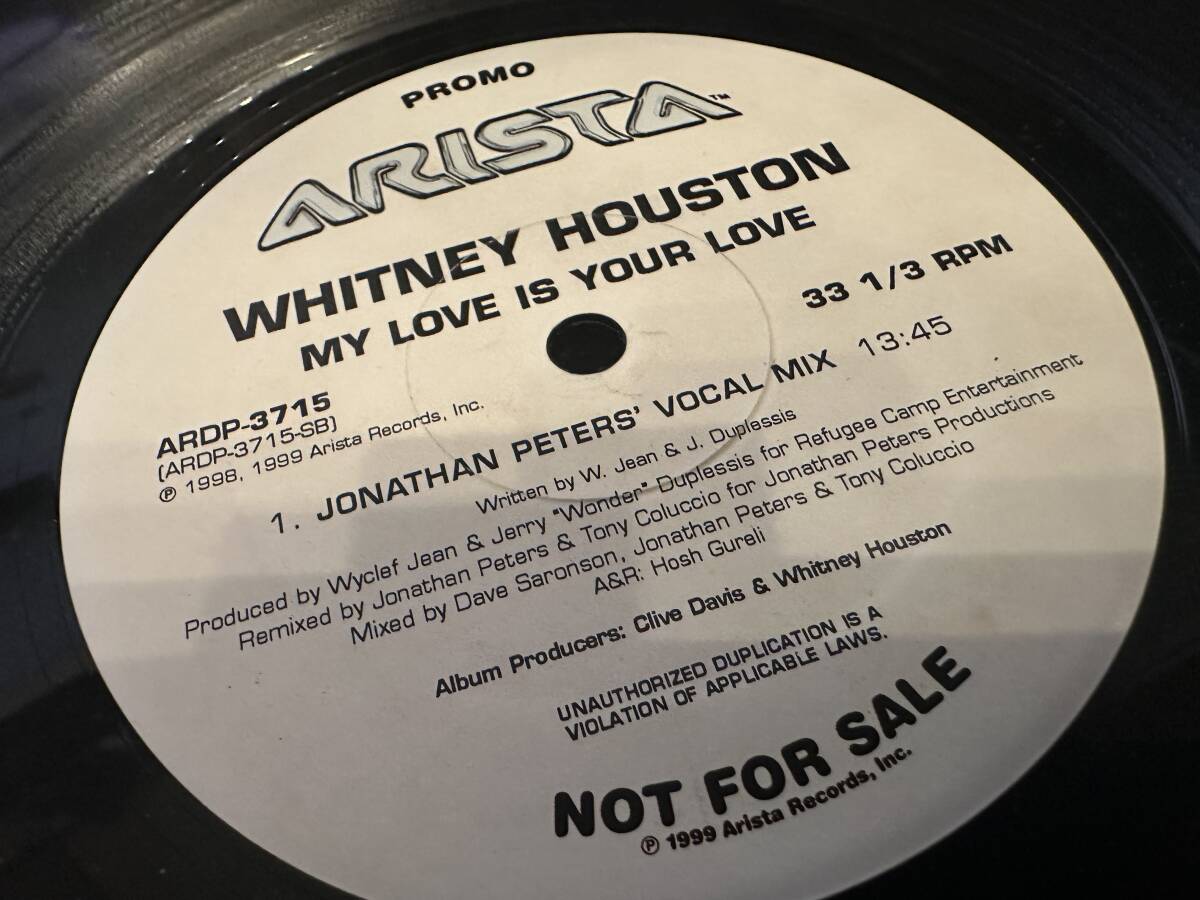 PROMO
ARISTA™
WHITNEY HOUSTON
MY LOVE IS YOUR LOVE
33 1/3 RPM
ARDP-3715
(ARDP-3715-SB)
℗ 1998, 1999 Arista Records, Inc.
1. JONATHAN PETERS' VOCAL MIX 13:45
Written by W. Jean & J. Duplessis
Produced by Wyclef Jean & Jerry "Wonder" Duplessis for Refugee Camp Entertainment
Remixed by Jonathan Peters & Tony Coluccio for Jonathan Peters Productions
Mixed by Dave Saronson, Jonathan Peters & Tony Coluccio
A&R: Hosh Gureli
Album Producers: Clive Davis & Whitney Houston
UNAUTHORIZED DUPLICATION IS A
VIOLATION OF APPLICABLE LAWS.
NOT FOR SALE
℗ 1999 Arista Records, Inc.